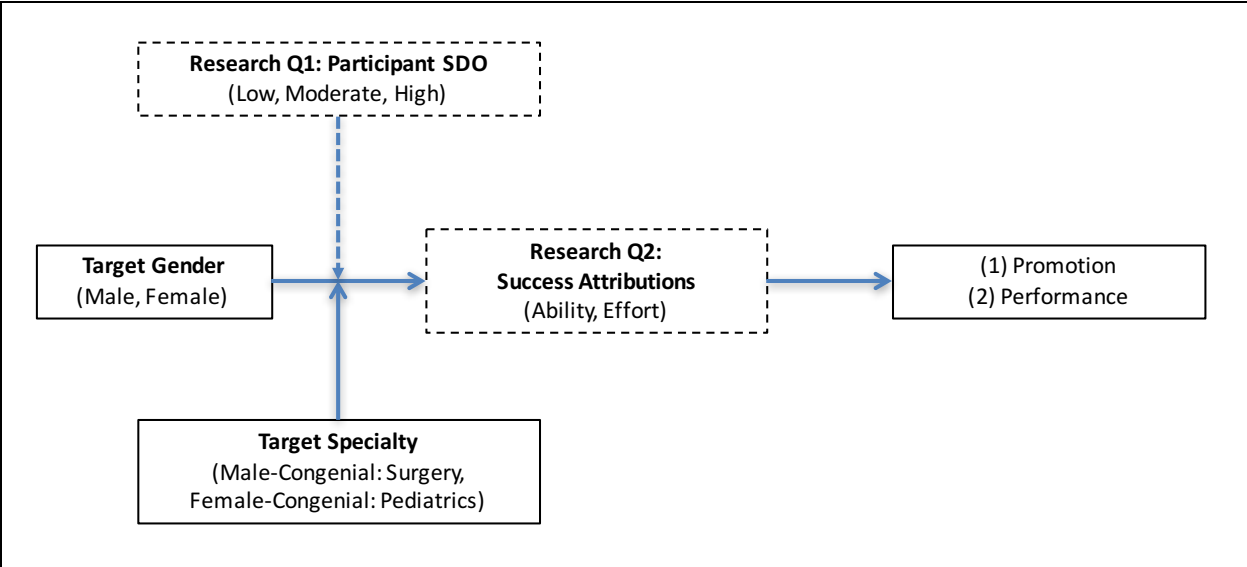 Research Q1: Participant SDO
(Low, Moderate, High)
Target Gender
(Male, Female)
Research Q2:
Success Attributions
(Ability, Effort)
(1) Promotion
(2) Performance
Target Specialty
(Male-Congenial: Surgery,
Female-Congenial: Pediatrics)